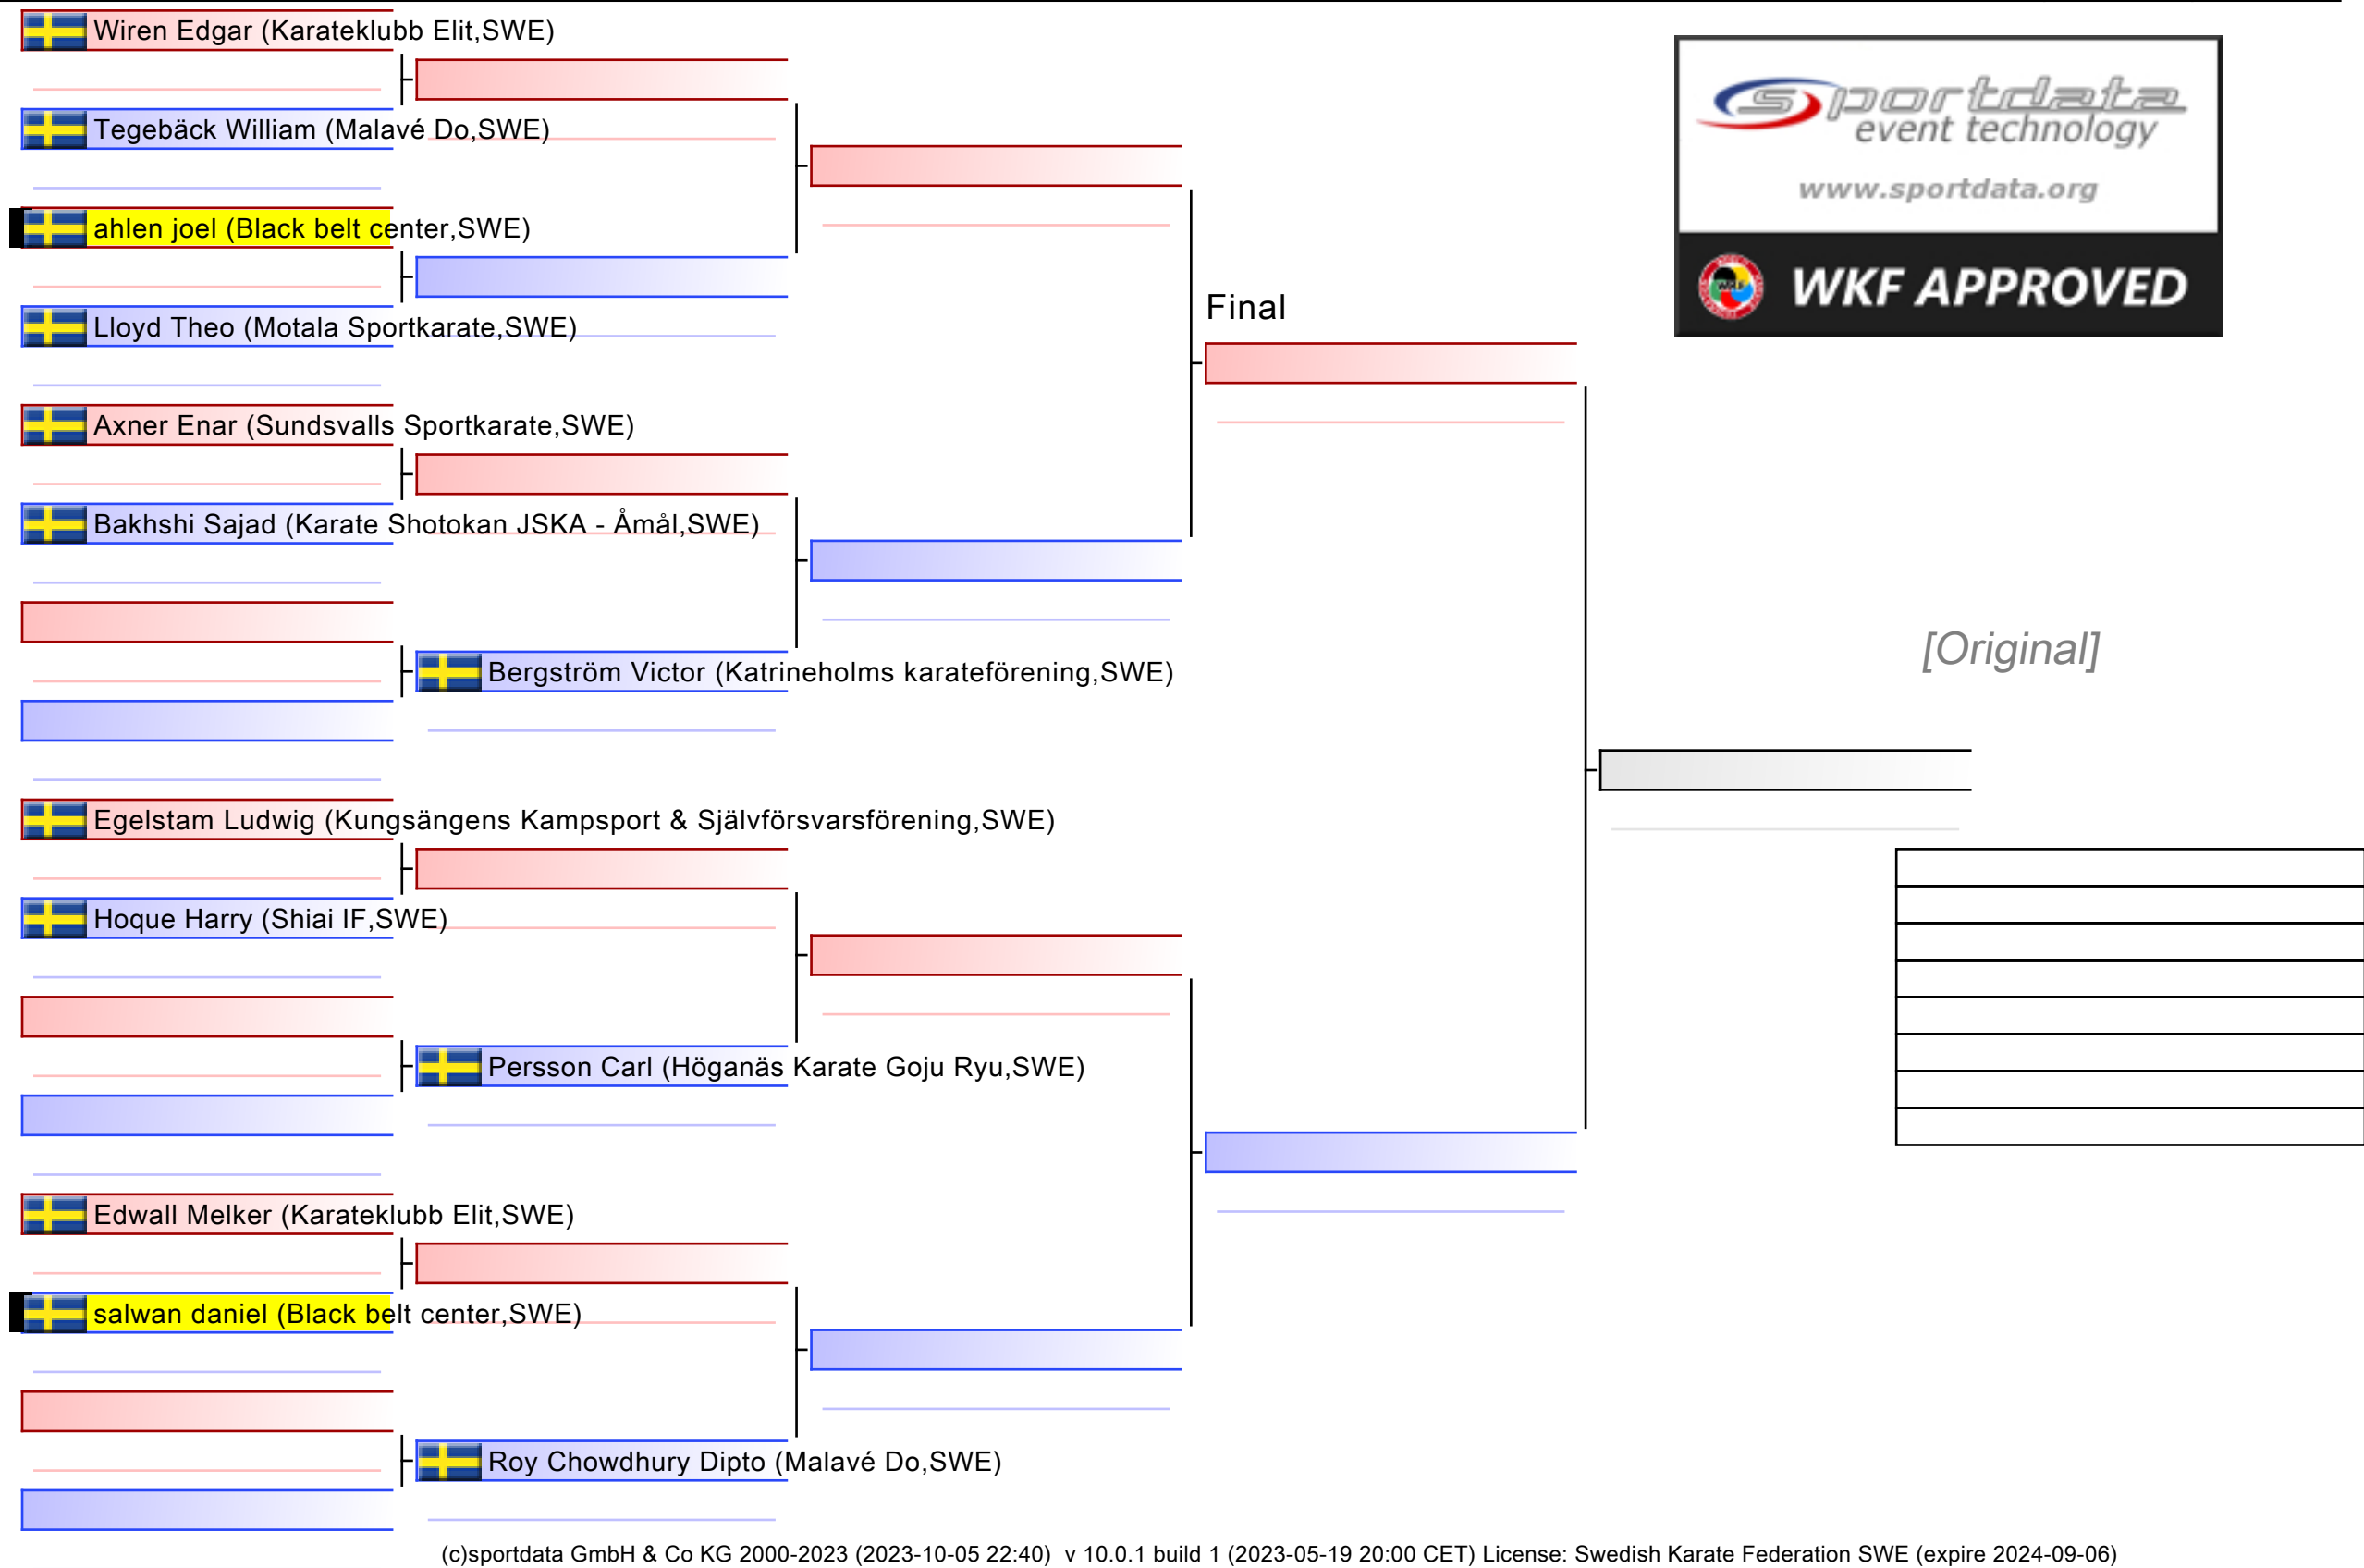 Wiren Edgar (Karateklubb Elit,SWE)
Tegebäck William (Malavé Do,SWE)
ahlen joel (Black belt center,SWE)
Lloyd Theo (Motala Sportkarate,SWE)
Axner Enar (Sundsvalls Sportkarate,SWE)
Bakhshi Sajad (Karate Shotokan JSKA - Åmål,SWE)
Bergström Victor (Katrineholms karateförening,SWE)
Egelstam Ludwig (Kungsängens Kampsport & Självförsvarsförening,SWE)
Hoque Harry (Shiai IF,SWE)
Persson Carl (Höganäs Karate Goju Ryu,SWE)
Edwall Melker (Karateklubb Elit,SWE)
salwan daniel (Black belt center,SWE)
Roy Chowdhury Dipto (Malavé Do,SWE)
Final
sportdata
event technology
www.sportdata.org
WKF
WKF APPROVED
[Original]
(c)sportdata GmbH & Co KG 2000-2023 (2023-10-05 22:40) v 10.0.1 build 1 (2023-05-19 20:00 CET) License: Swedish Karate Federation SWE (expire 2024-09-06)